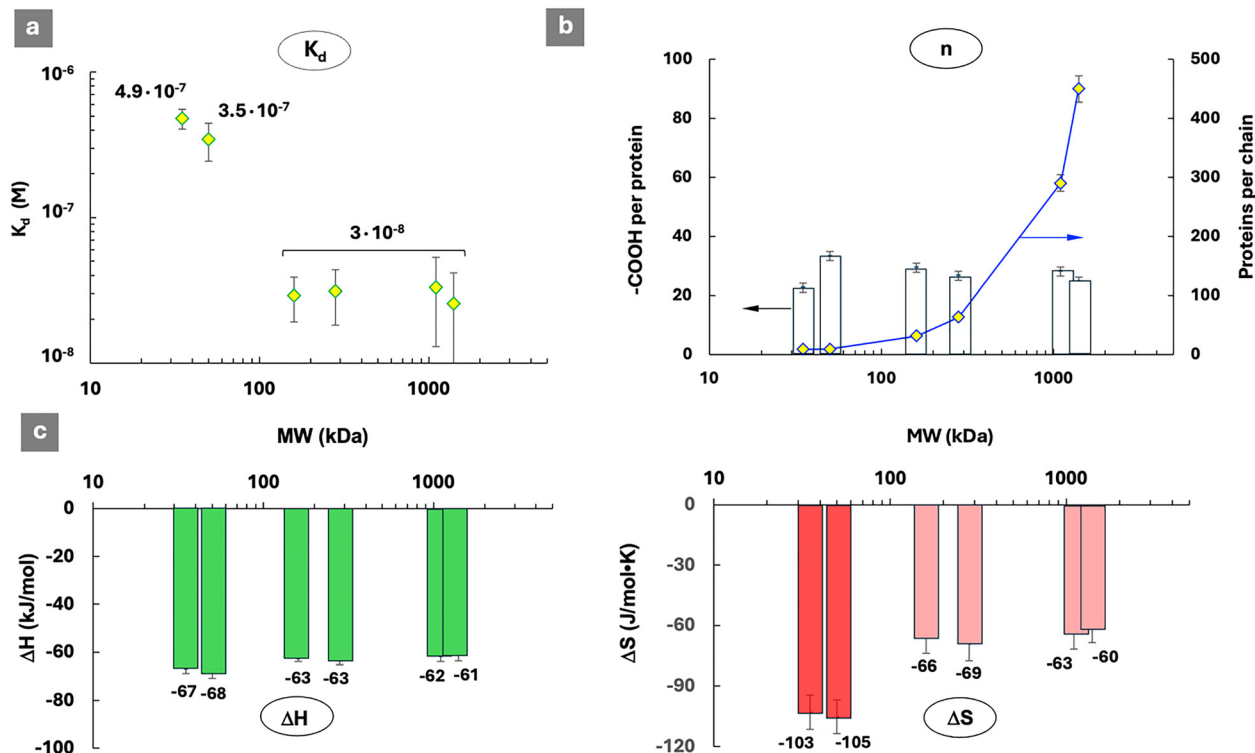 a
K_d
10^-6
4.9·10^-7
3.5·10^-7
K_d (M)
10^-7
3·10^-8
10^-8
10 100 1000
MW (kDa)
b
n
100 500
80 400
60 300
40 200
20 100
0 0
-COOH per protein
Proteins per chain
10 100 1000
MW (kDa)
c
10 100 1000
0
-20
-40
-60
-80
-100
ΔH (kJ/mol)
-67 -68 -63 -63 -62 -61
ΔH
10 100 1000
0
-30
-60
-90
-120
ΔS (J/mol•K)
-103 -105 -66 -69 -63 -60
ΔS